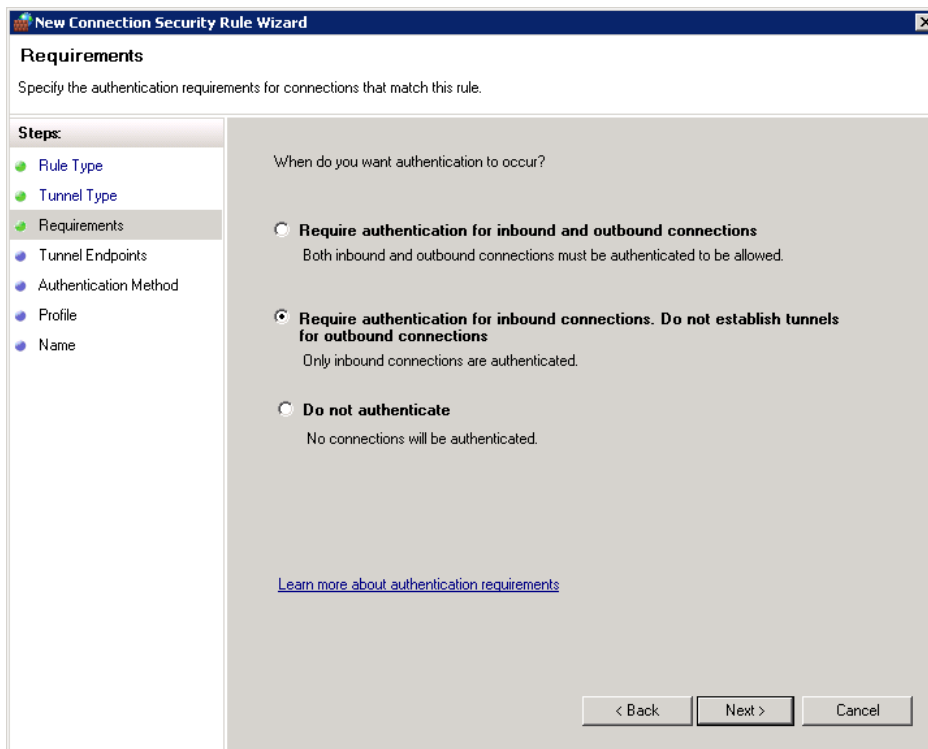 New Connection Security Rule Wizard
Requirements
Specify the authentication requirements for connections that match this rule.
Steps:
Rule Type
Tunnel Type
Requirements
Tunnel Endpoints
Authentication Method
Profile
Name
When do you want authentication to occur?
Require authentication for inbound and outbound connections
Both inbound and outbound connections must be authenticated to be allowed.
Require authentication for inbound connections. Do not establish tunnels
for outbound connections
Only inbound connections are authenticated.
Do not authenticate
No connections will be authenticated.
Learn more about authentication requirements
< Back
Next >
Cancel